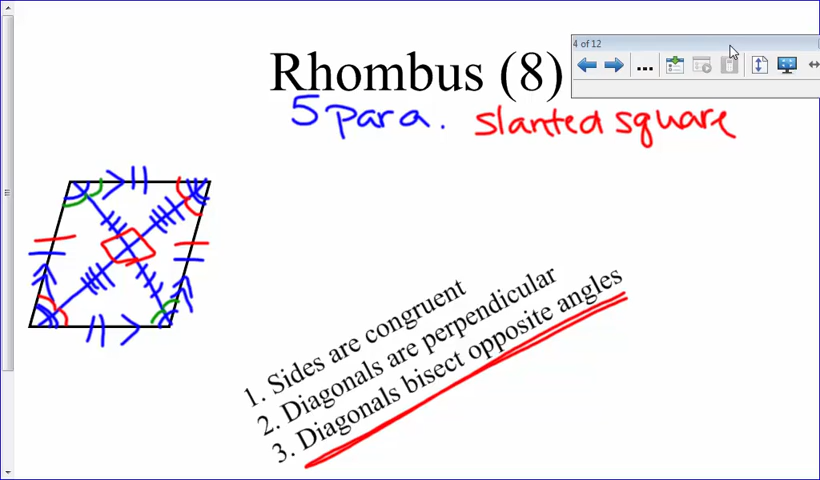 4 of 12
Rhombus (8)
5 para. slanted square
1. Sides are congruent
2. Diagonals are perpendicular
3. Diagonals bisect opposite angles